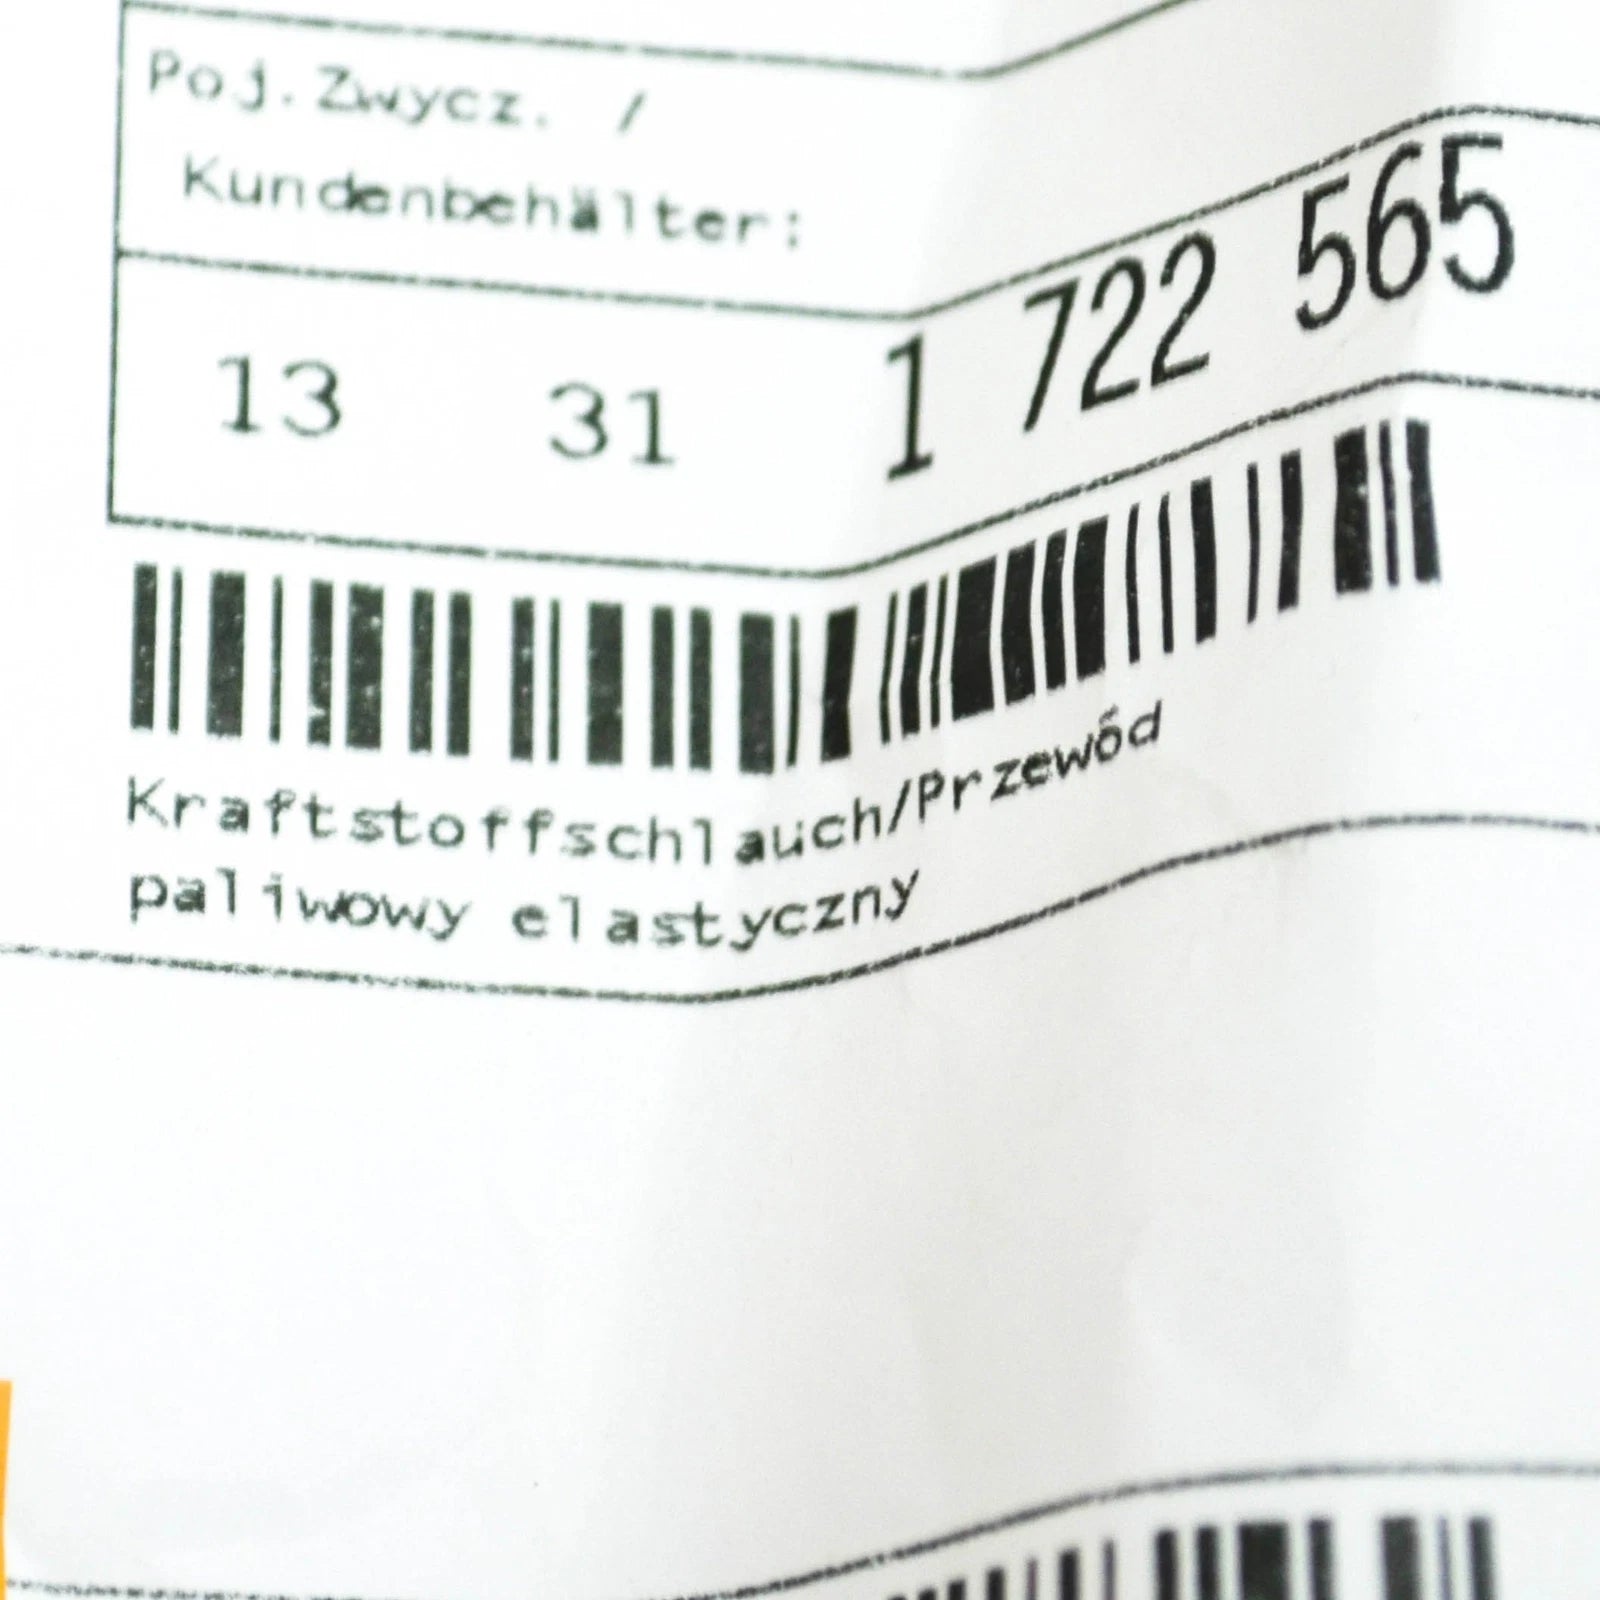 Poj.Zwycz. /
Kundenbehälter:
13 31 1 722 565
Kraftstoffschlauch/Przewód
paliwowy elastyczny